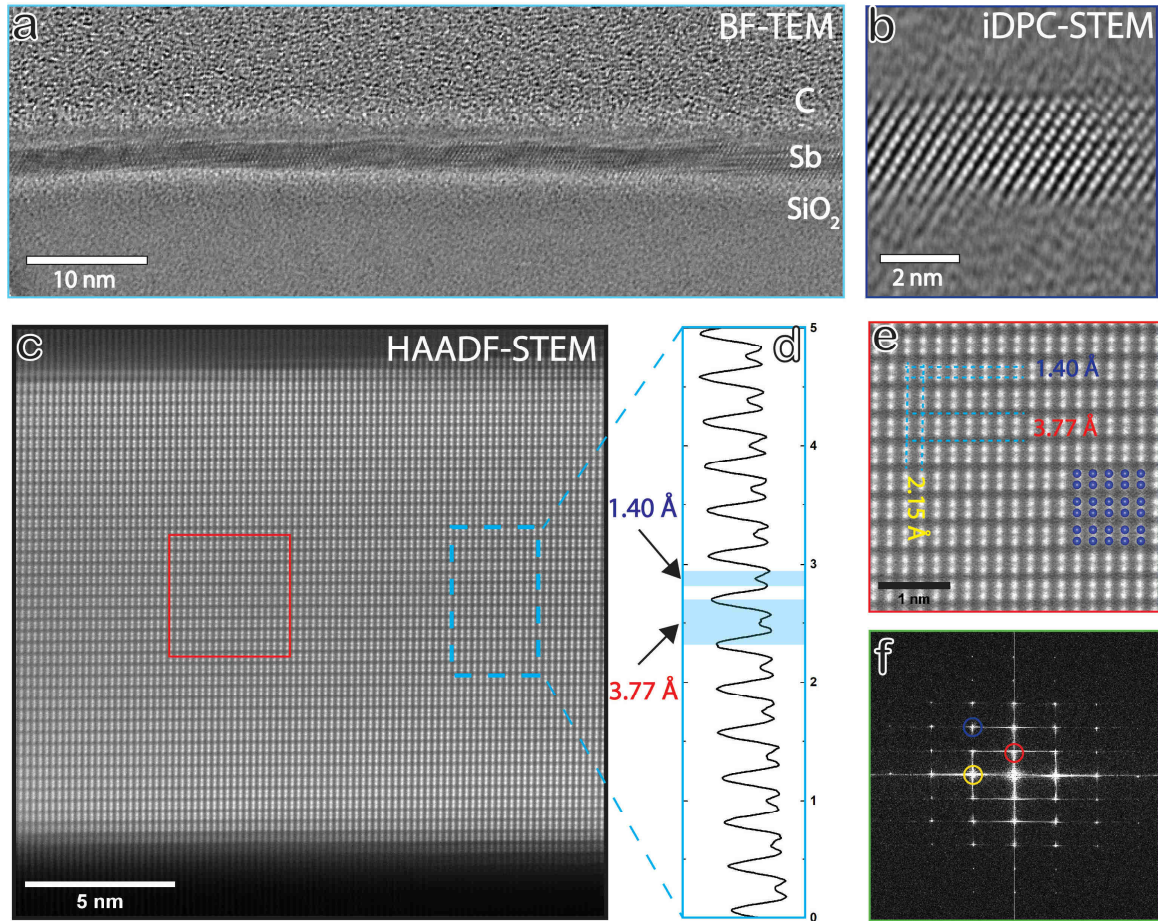 a
BF-TEM
C
Sb
SiO₂
10 nm
b
iDPC-STEM
2 nm
c
HAADF-STEM
5 nm
1.40 Å
3.77 Å
d
5
4
3
2
1
0
e
1.40 Å
3.77 Å
2.15 Å
1 nm
f